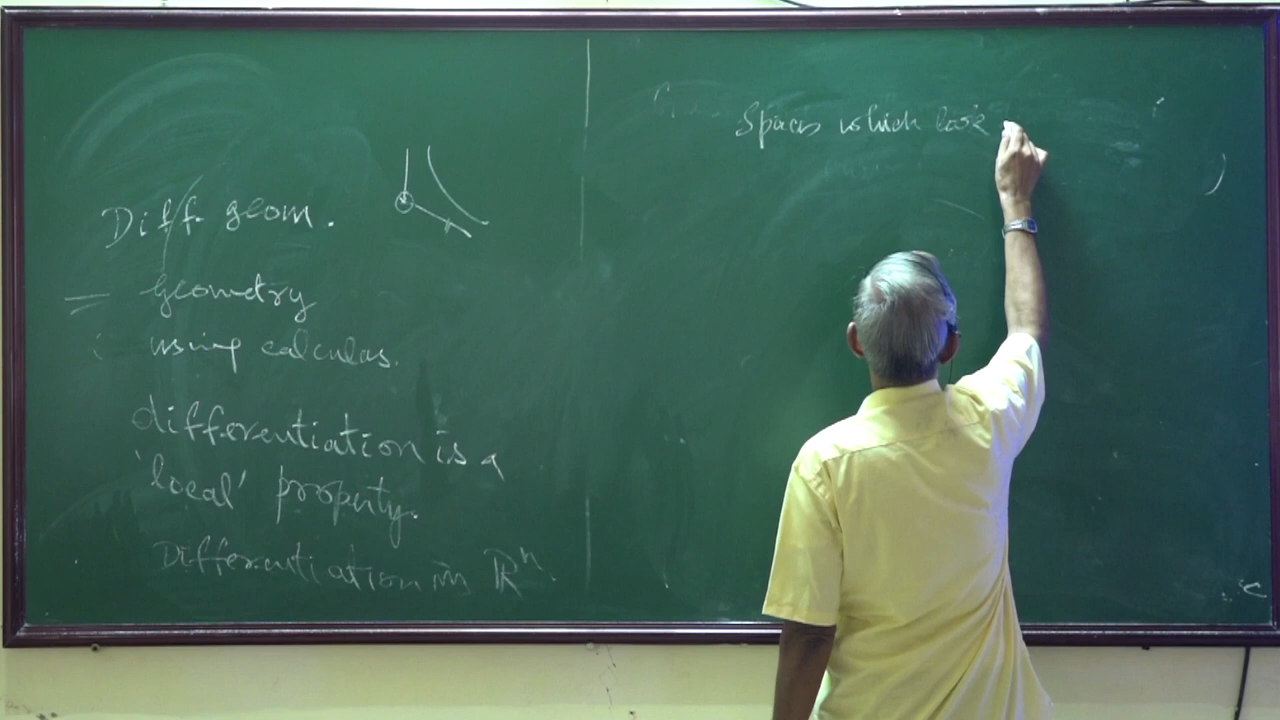 Diff. geom.
= geometry
using calculus.
differentiation is a
'local' property.
Differentiation in ℝⁿ.
Spaces which look